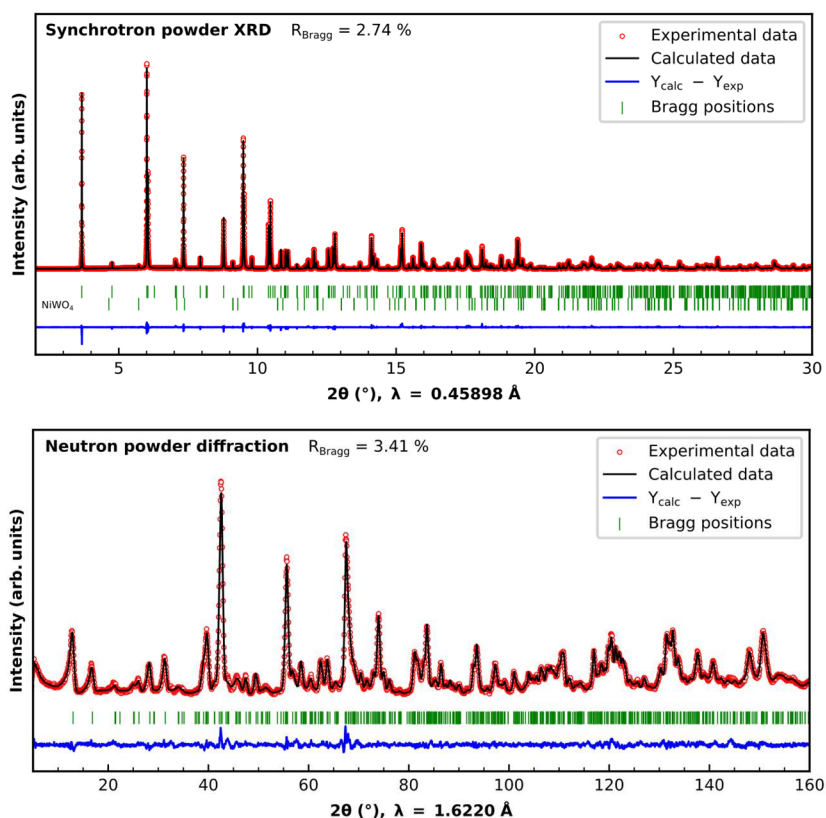 Synchrotron powder XRD R_Bragg = 2.74 %
Experimental data
Calculated data
Y_calc − Y_exp
Bragg positions
Intensity (arb. units)
NiWO₄
5 10 15 20 25 30
2θ (°), λ = 0.45898 Å
Neutron powder diffraction R_Bragg = 3.41 %
Experimental data
Calculated data
Y_calc − Y_exp
Bragg positions
Intensity (arb. units)
20 40 60 80 100 120 140 160
2θ (°), λ = 1.6220 Å